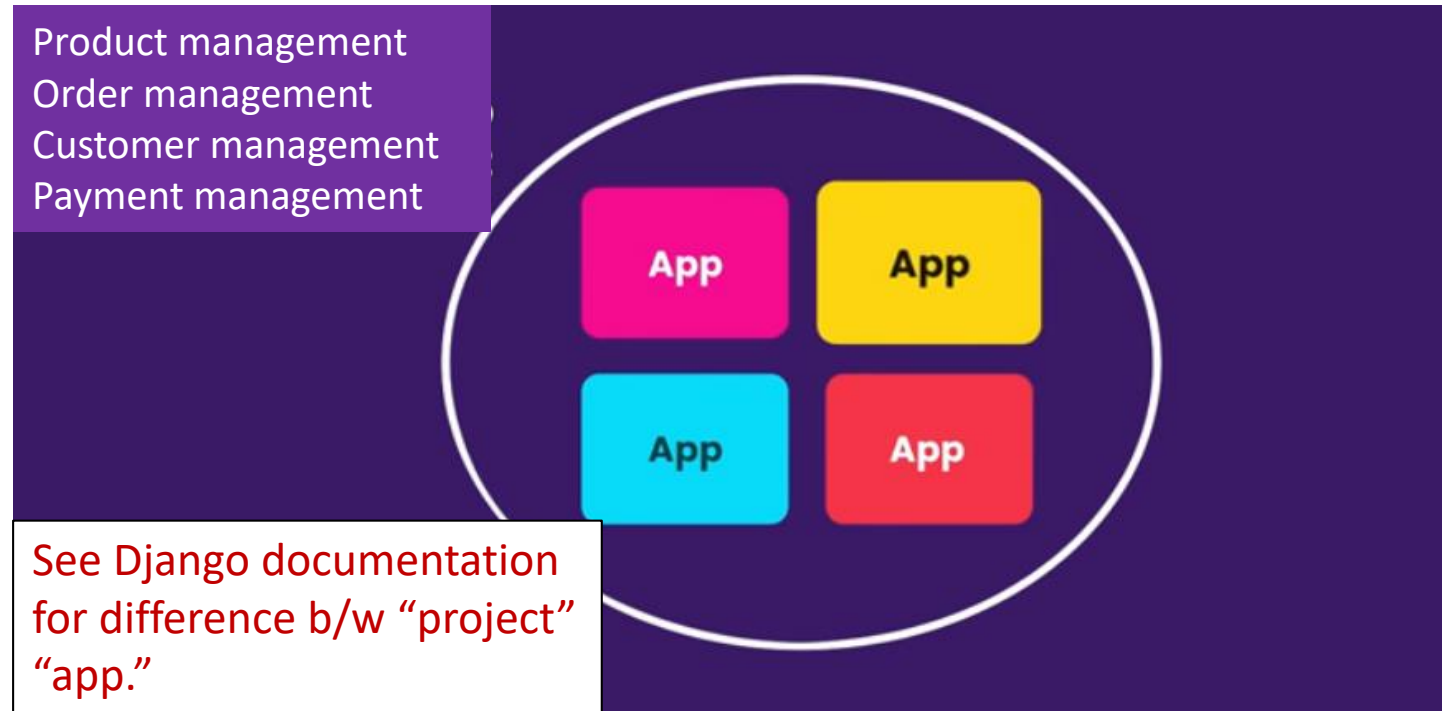 Product management
Order management
Customer management
Payment management
App
App
App
App
See Django documentation
for difference b/w “project”
“app.”